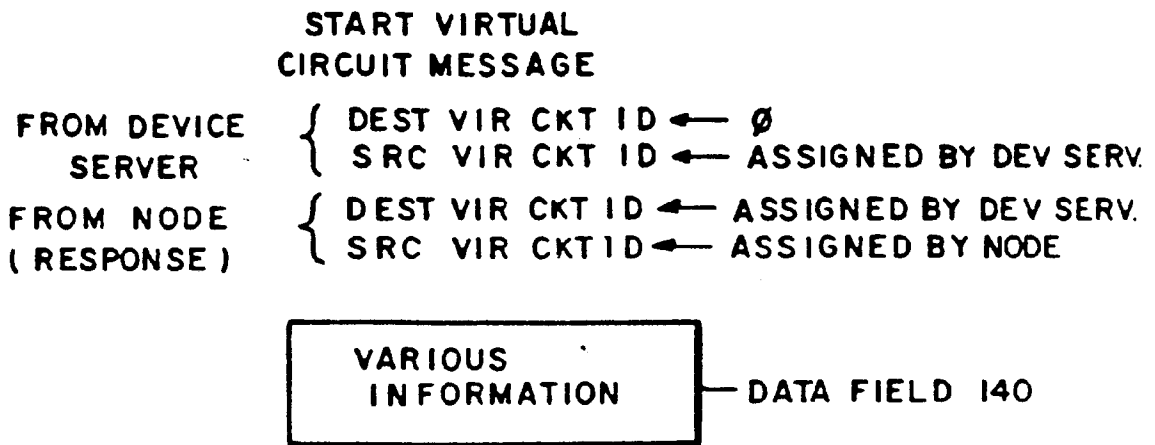 START VIRTUAL
CIRCUIT MESSAGE
FROM DEVICE SERVER { DEST VIR CKT ID ← Ø
SRC VIR CKT ID ← ASSIGNED BY DEV SERV.
FROM NODE (RESPONSE) { DEST VIR CKT ID ← ASSIGNED BY DEV SERV.
SRC VIR CKT ID ← ASSIGNED BY NODE
VARIOUS
INFORMATION
DATA FIELD 140